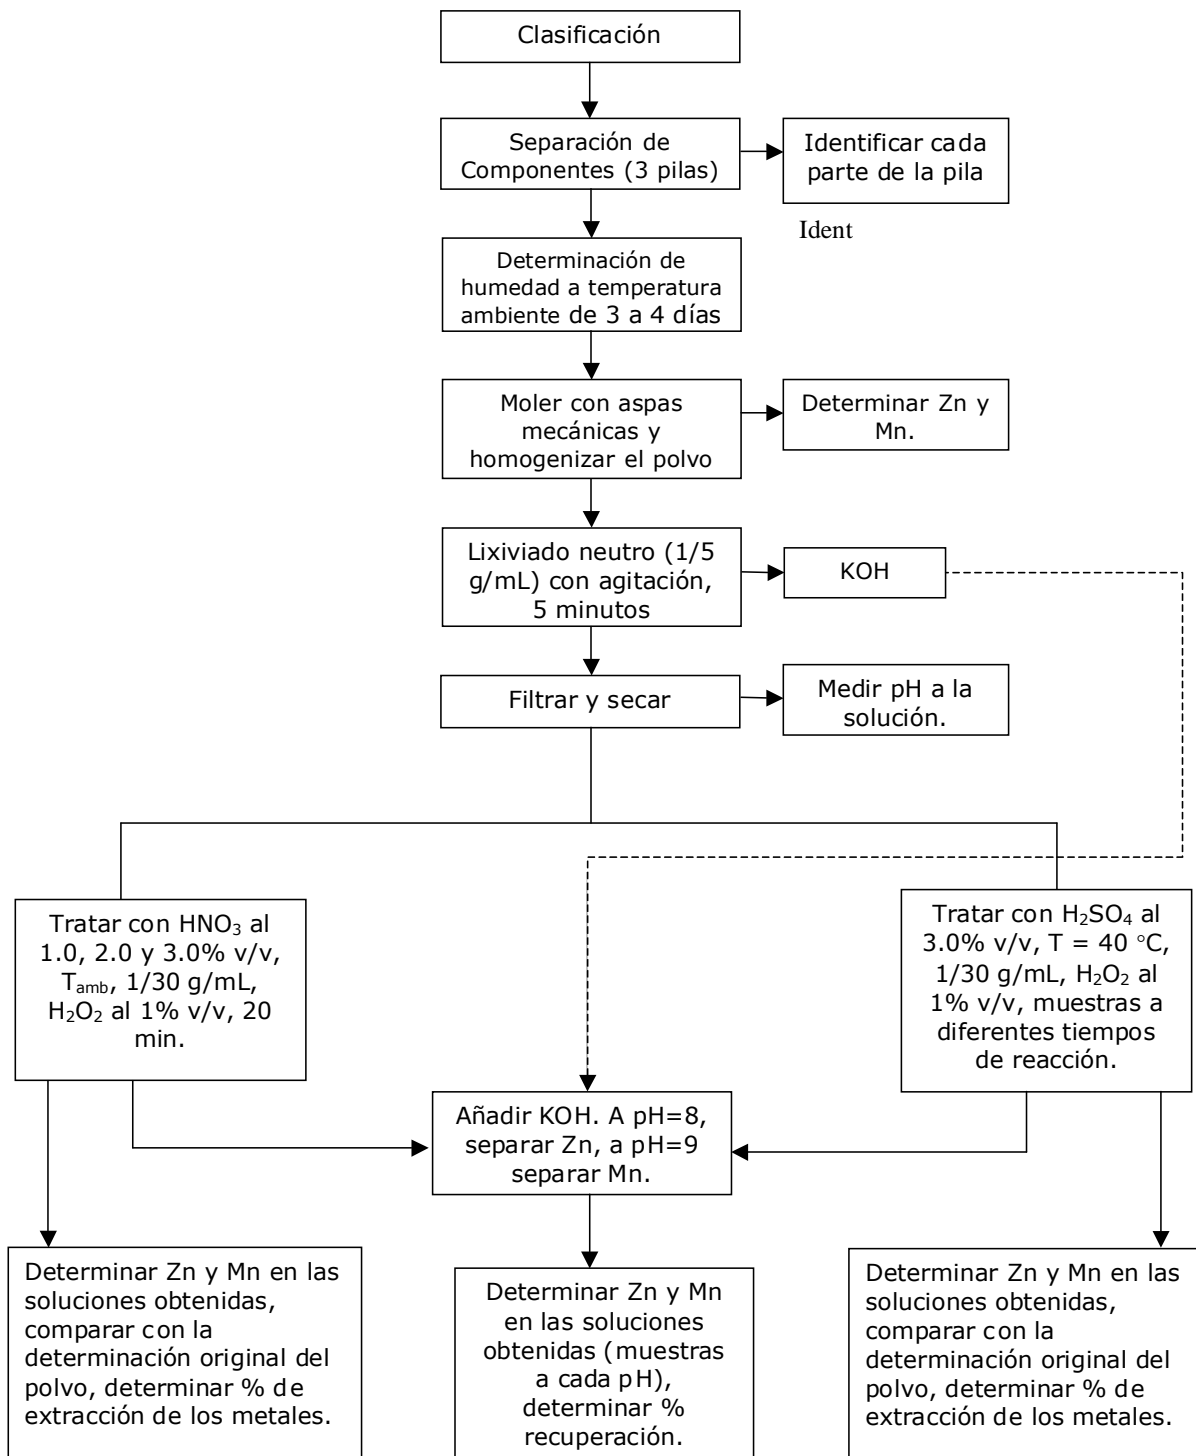 Clasificación
Separación de
Componentes (3 pilas)
Identificar cada
parte de la pila
Ident
Determinación de
humedad a temperatura
ambiente de 3 a 4 días
Moler con aspas
mecánicas y
homogenizar el polvo
Determinar Zn y
Mn.
Lixiviado neutro (1/5
g/mL) con agitación,
5 minutos
KOH
Filtrar y secar
Medir pH a la
solución.
Tratar con HNO₃ al
1.0, 2.0 y 3.0% v/v,
Tamb, 1/30 g/mL,
H₂O₂ al 1% v/v, 20
min.
Tratar con H₂SO₄ al
3.0% v/v, T = 40 °C,
1/30 g/mL, H₂O₂ al
1% v/v, muestras a
diferentes tiempos
de reacción.
Añadir KOH. A pH=8,
separar Zn, a pH=9
separar Mn.
Determinar Zn y Mn en las
soluciones obtenidas,
comparar con la
determinación original del
polvo, determinar % de
extracción de los metales.
Determinar Zn y Mn
en las soluciones
obtenidas (muestras
a cada pH),
determinar %
recuperación.
Determinar Zn y Mn en las
soluciones obtenidas,
comparar con la
determinación original del
polvo, determinar % de
extracción de los metales.